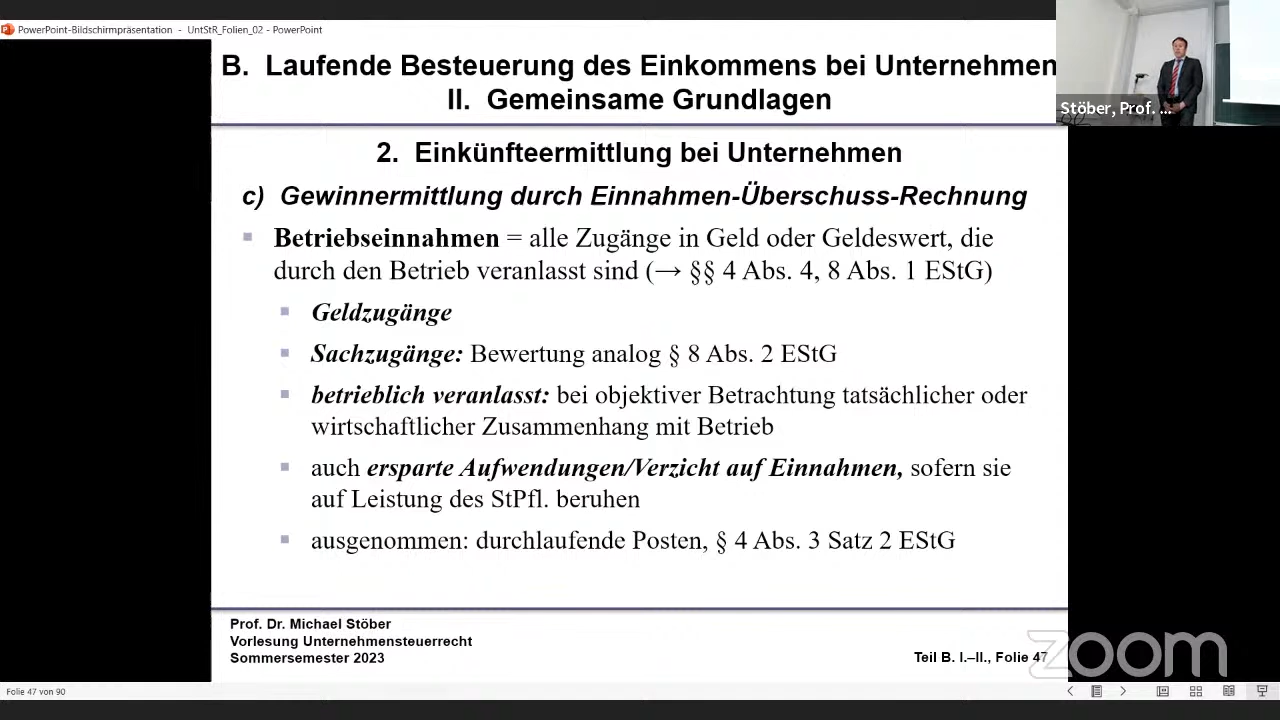 PowerPoint-Bildschirmpräsentation - UntStR_Folien_02 - PowerPoint
B. Laufende Besteuerung des Einkommens bei Unternehmen
II. Gemeinsame Grundlagen
Stöber, Prof. ...
2. Einkünfteermittlung bei Unternehmen
c) Gewinnermittlung durch Einnahmen-Überschuss-Rechnung
Betriebseinnahmen = alle Zugänge in Geld oder Geldeswert, die
durch den Betrieb veranlasst sind (→ §§ 4 Abs. 4, 8 Abs. 1 EStG)
Geldzugänge
Sachzugänge: Bewertung analog § 8 Abs. 2 EStG
betrieblich veranlasst: bei objektiver Betrachtung tatsächlicher oder
wirtschaftlicher Zusammenhang mit Betrieb
auch ersparte Aufwendungen/Verzicht auf Einnahmen, sofern sie
auf Leistung des StPfl. beruhen
ausgenommen: durchlaufende Posten, § 4 Abs. 3 Satz 2 EStG
Prof. Dr. Michael Stöber
Vorlesung Unternehmensteuerrecht
Sommersemester 2023
Teil B. I.–II., Folie 47
zoom
Folie 47 von 90